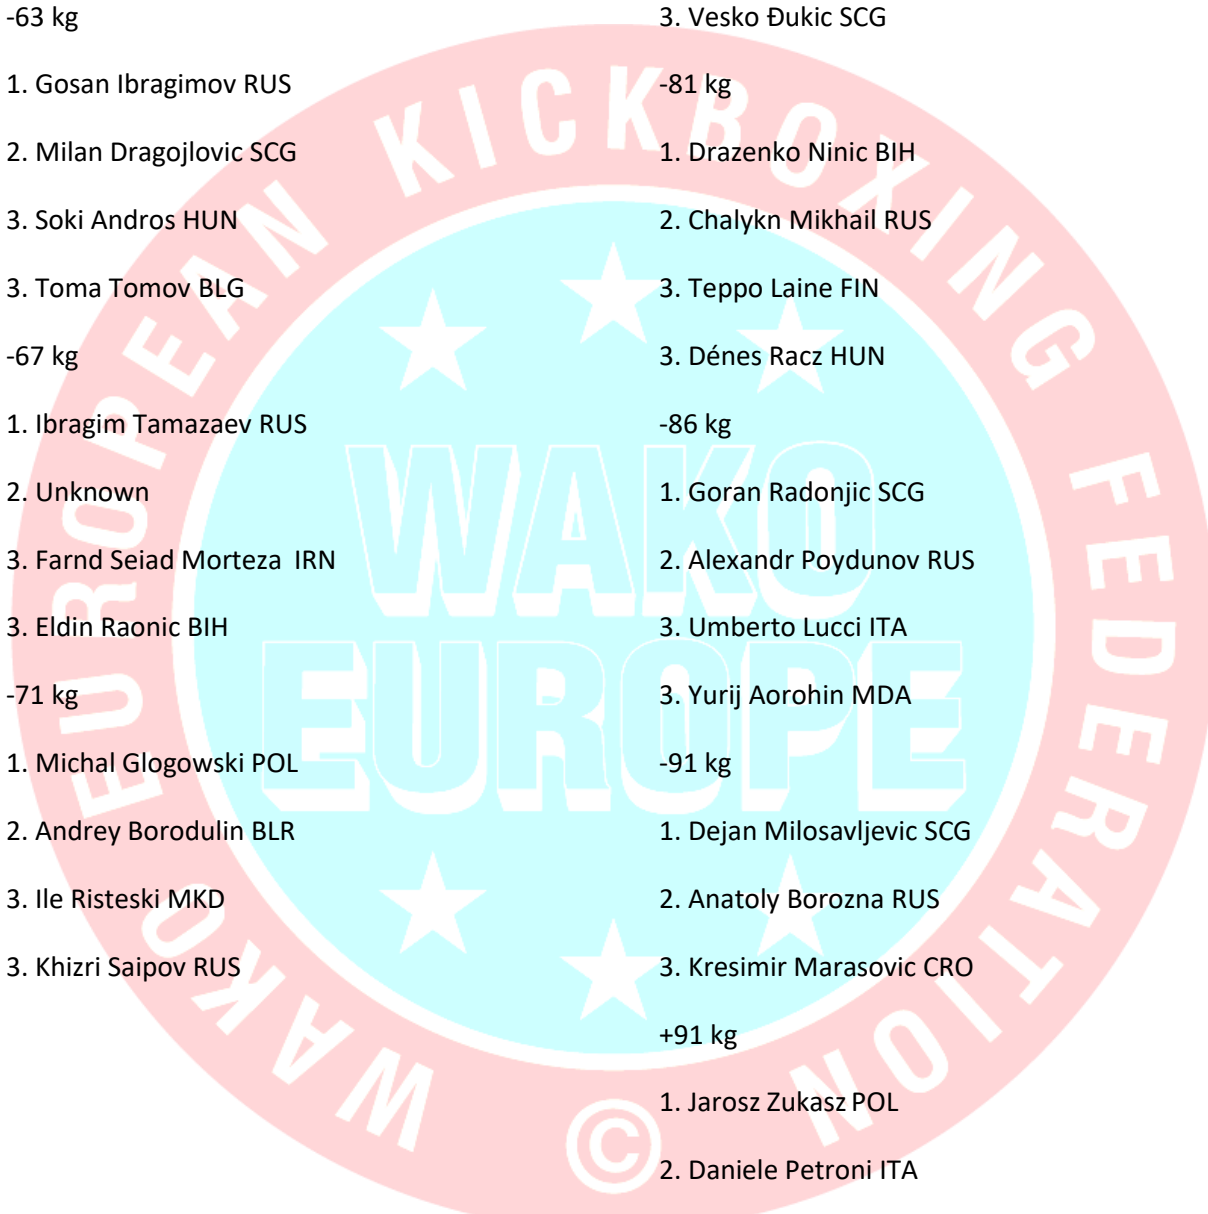 -63 kg
1. Gosan Ibragimov RUS
2. Milan Dragojlovic SCG
3. Soki Andros HUN
3. Toma Tomov BLG
-67 kg
1. Ibragim Tamazaev RUS
2. Unknown
3. Farnd Seiad Morteza  IRN
3. Eldin Raonic BIH
-71 kg
1. Michal Glogowski POL
2. Andrey Borodulin BLR
3. Ile Risteski MKD
3. Khizri Saipov RUS
3. Vesko Đukic SCG
-81 kg
1. Drazenko Ninic BIH
2. Chalykn Mikhail RUS
3. Teppo Laine FIN
3. Dénes Racz HUN
-86 kg
1. Goran Radonjic SCG
2. Alexandr Poydunov RUS
3. Umberto Lucci ITA
3. Yurij Aorohin MDA
-91 kg
1. Dejan Milosavljevic SCG
2. Anatoly Borozna RUS
3. Kresimir Marasovic CRO
+91 kg
1. Jarosz Zukasz POL
2. Daniele Petroni ITA
WAKO EUROPEAN KICKBOXING FEDERATION ©
WAKO
EUROPE